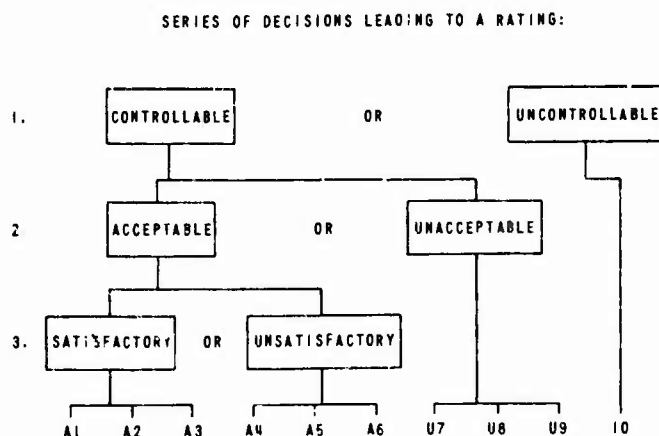 SERIES OF DECISIONS LEADING TO A RATING:
1. CONTROLLABLE OR UNCONTROLLABLE
2 ACCEPTABLE OR UNACCEPTABLE
3. SATISFACTORY OR UNSATISFACTORY
A1 A2 A3 A4 A5 A6 U7 U8 U9 10